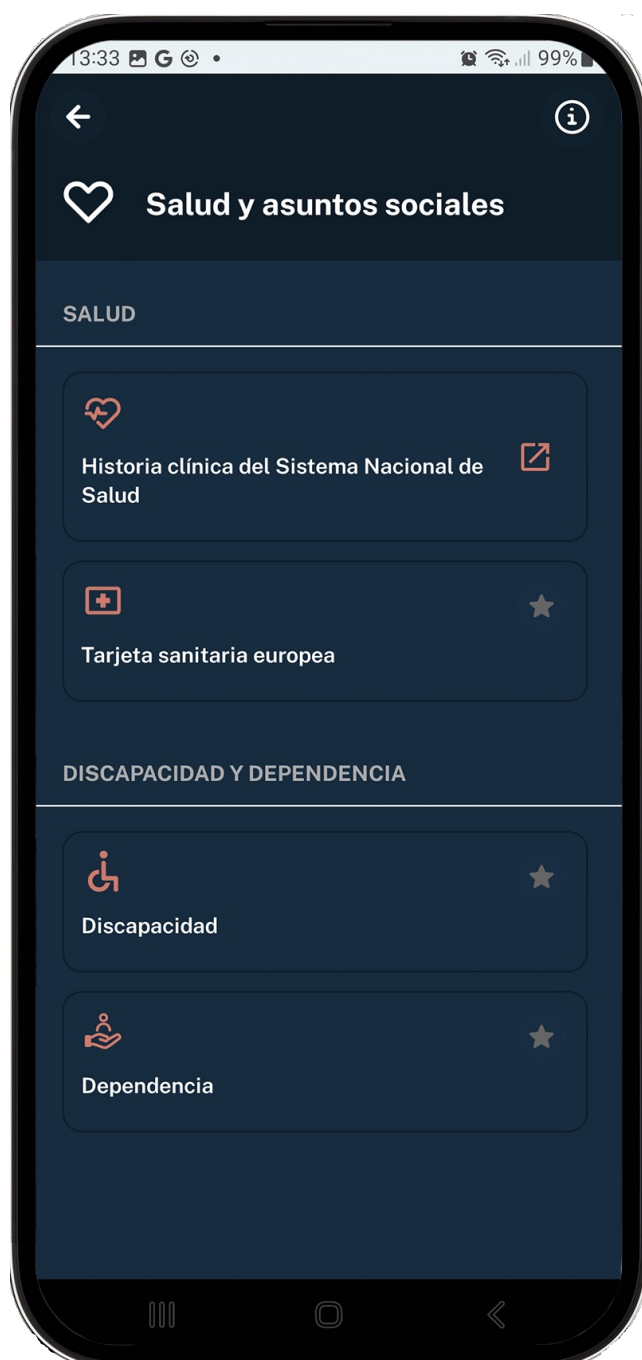 13:33
99%
Salud y asuntos sociales
SALUD
Historia clínica del Sistema Nacional de
Salud
Tarjeta sanitaria europea
DISCAPACIDAD Y DEPENDENCIA
Discapacidad
Dependencia